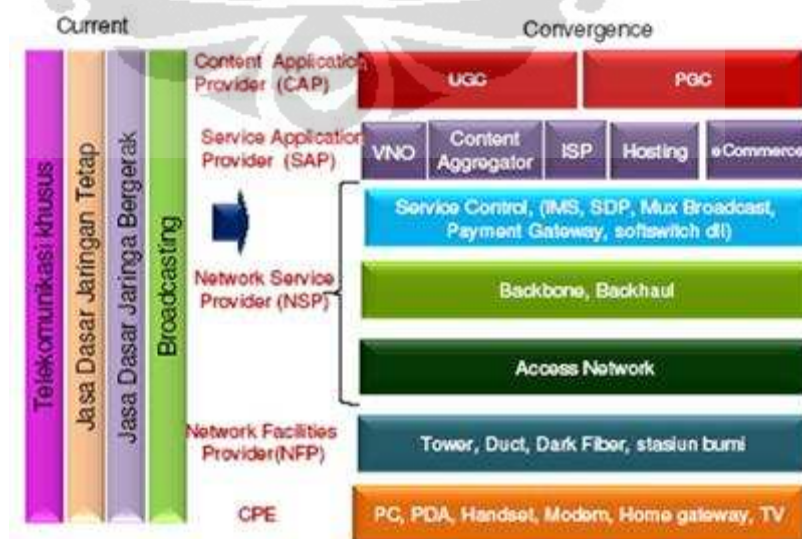 Current
Convergence
Telekomunikasi khusus
Jasa Dasar Jaringan Tetap
Jasa Dasar Jaringa Bergerak
Broadcasting
Content Application
Provider (CAP)
UGC
PGC
Service Application
Provider (SAP)
VNO
Content
Aggregator
ISP
Hosting
eCommerce
Service Control, (IMS, SDP, Mux Broadcast,
Payment Gateway, softswitch dll)
Network Service
Provider (NSP)
Backbone, Backhaul
Access Network
Network Facilities
Provider(NFP)
Tower, Duct, Dark Fiber, stasiun bumi
CPE
PC, PDA, Handset, Modem, Home gateway, TV